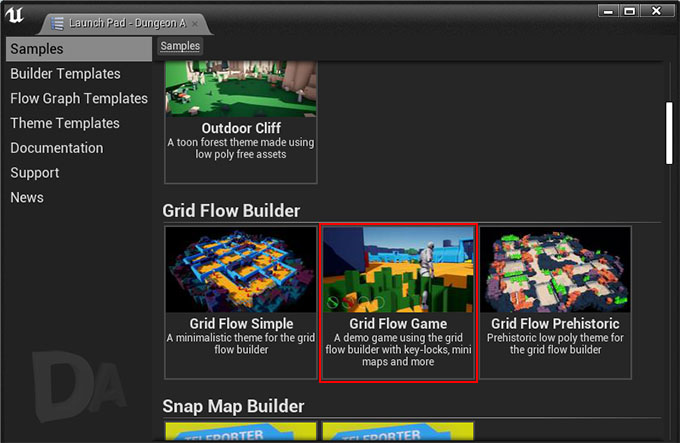 Launch Pad - Dungeon A
Samples
Builder Templates
Flow Graph Templates
Theme Templates
Documentation
Support
News
Samples
Outdoor Cliff
A toon forest theme made using
low poly free assets
Grid Flow Builder
Grid Flow Simple
A minimalistic theme for the grid
flow builder
Grid Flow Game
A demo game using the grid
flow builder with key-locks, mini
maps and more
Grid Flow Prehistoric
Prehistoric low poly theme for
the grid flow builder
Snap Map Builder
TELEPORTER
TELEPORTER
DA